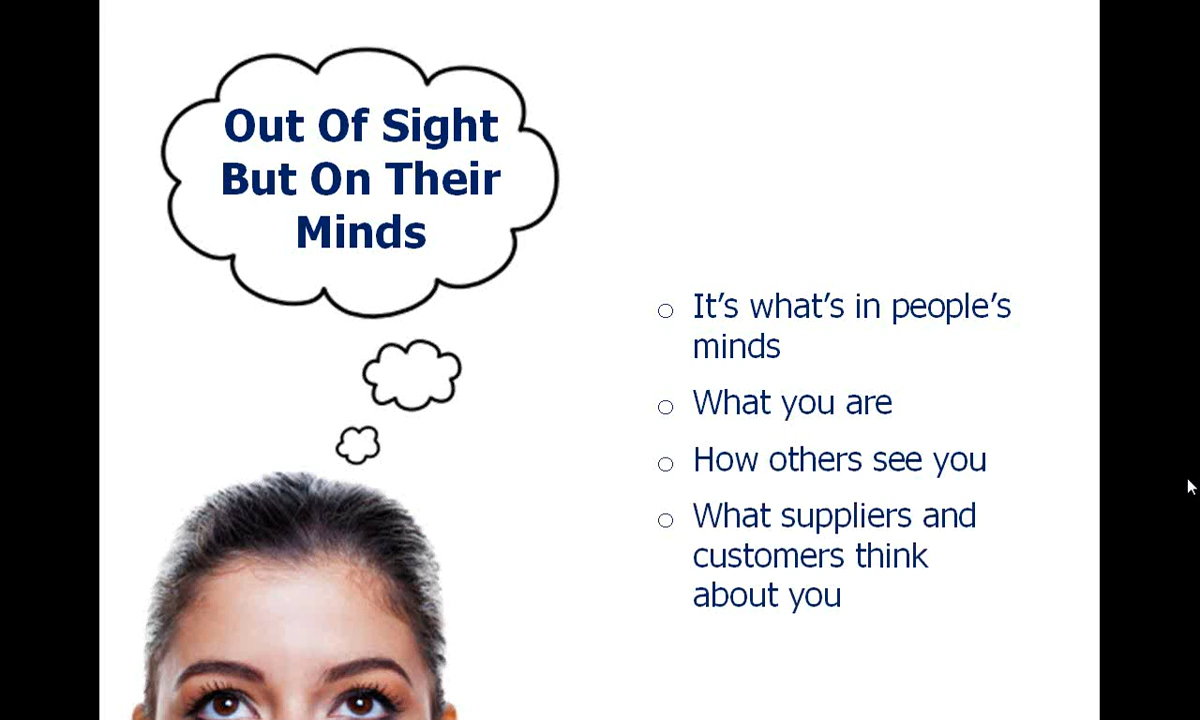 Out Of Sight
But On Their
Minds
It’s what’s in people’s
minds
What you are
How others see you
What suppliers and
customers think
about you